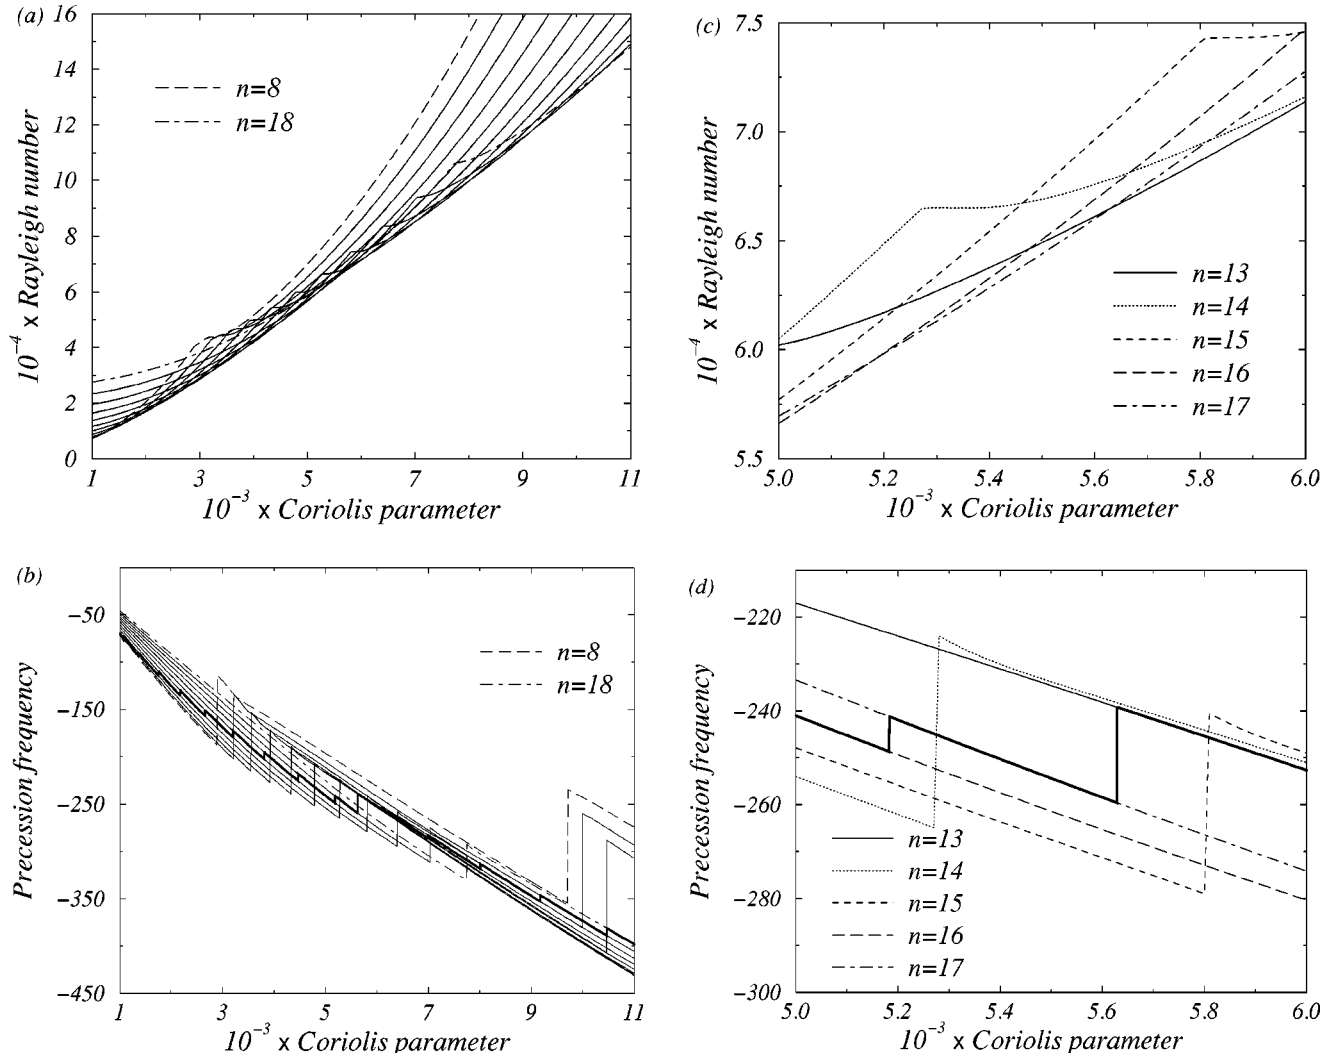 (a)
16
14
12
10
8
6
4
2
0
10⁻⁴ x Rayleigh number
n=8
n=18
1 3 5 7 9 11
10⁻³ x Coriolis parameter
(c)
7.5
7.0
6.5
6.0
5.5
10⁻⁴ x Rayleigh number
n=13
n=14
n=15
n=16
n=17
5.0 5.2 5.4 5.6 5.8 6.0
10⁻³ x Coriolis parameter
(b)
−50
−150
−250
−350
−450
Precession frequency
n=8
n=18
1 3 5 7 9 11
10⁻³ x Coriolis parameter
(d)
−220
−240
−260
−280
−300
Precession frequency
n=13
n=14
n=15
n=16
n=17
5.0 5.2 5.4 5.6 5.8 6.0
10⁻³ x Coriolis parameter